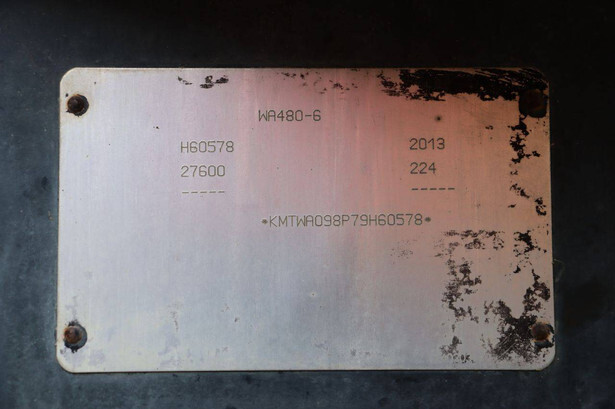 WA480-6
H60578 2013
27600 224
----- -----
*KMTWA098P79H60578*